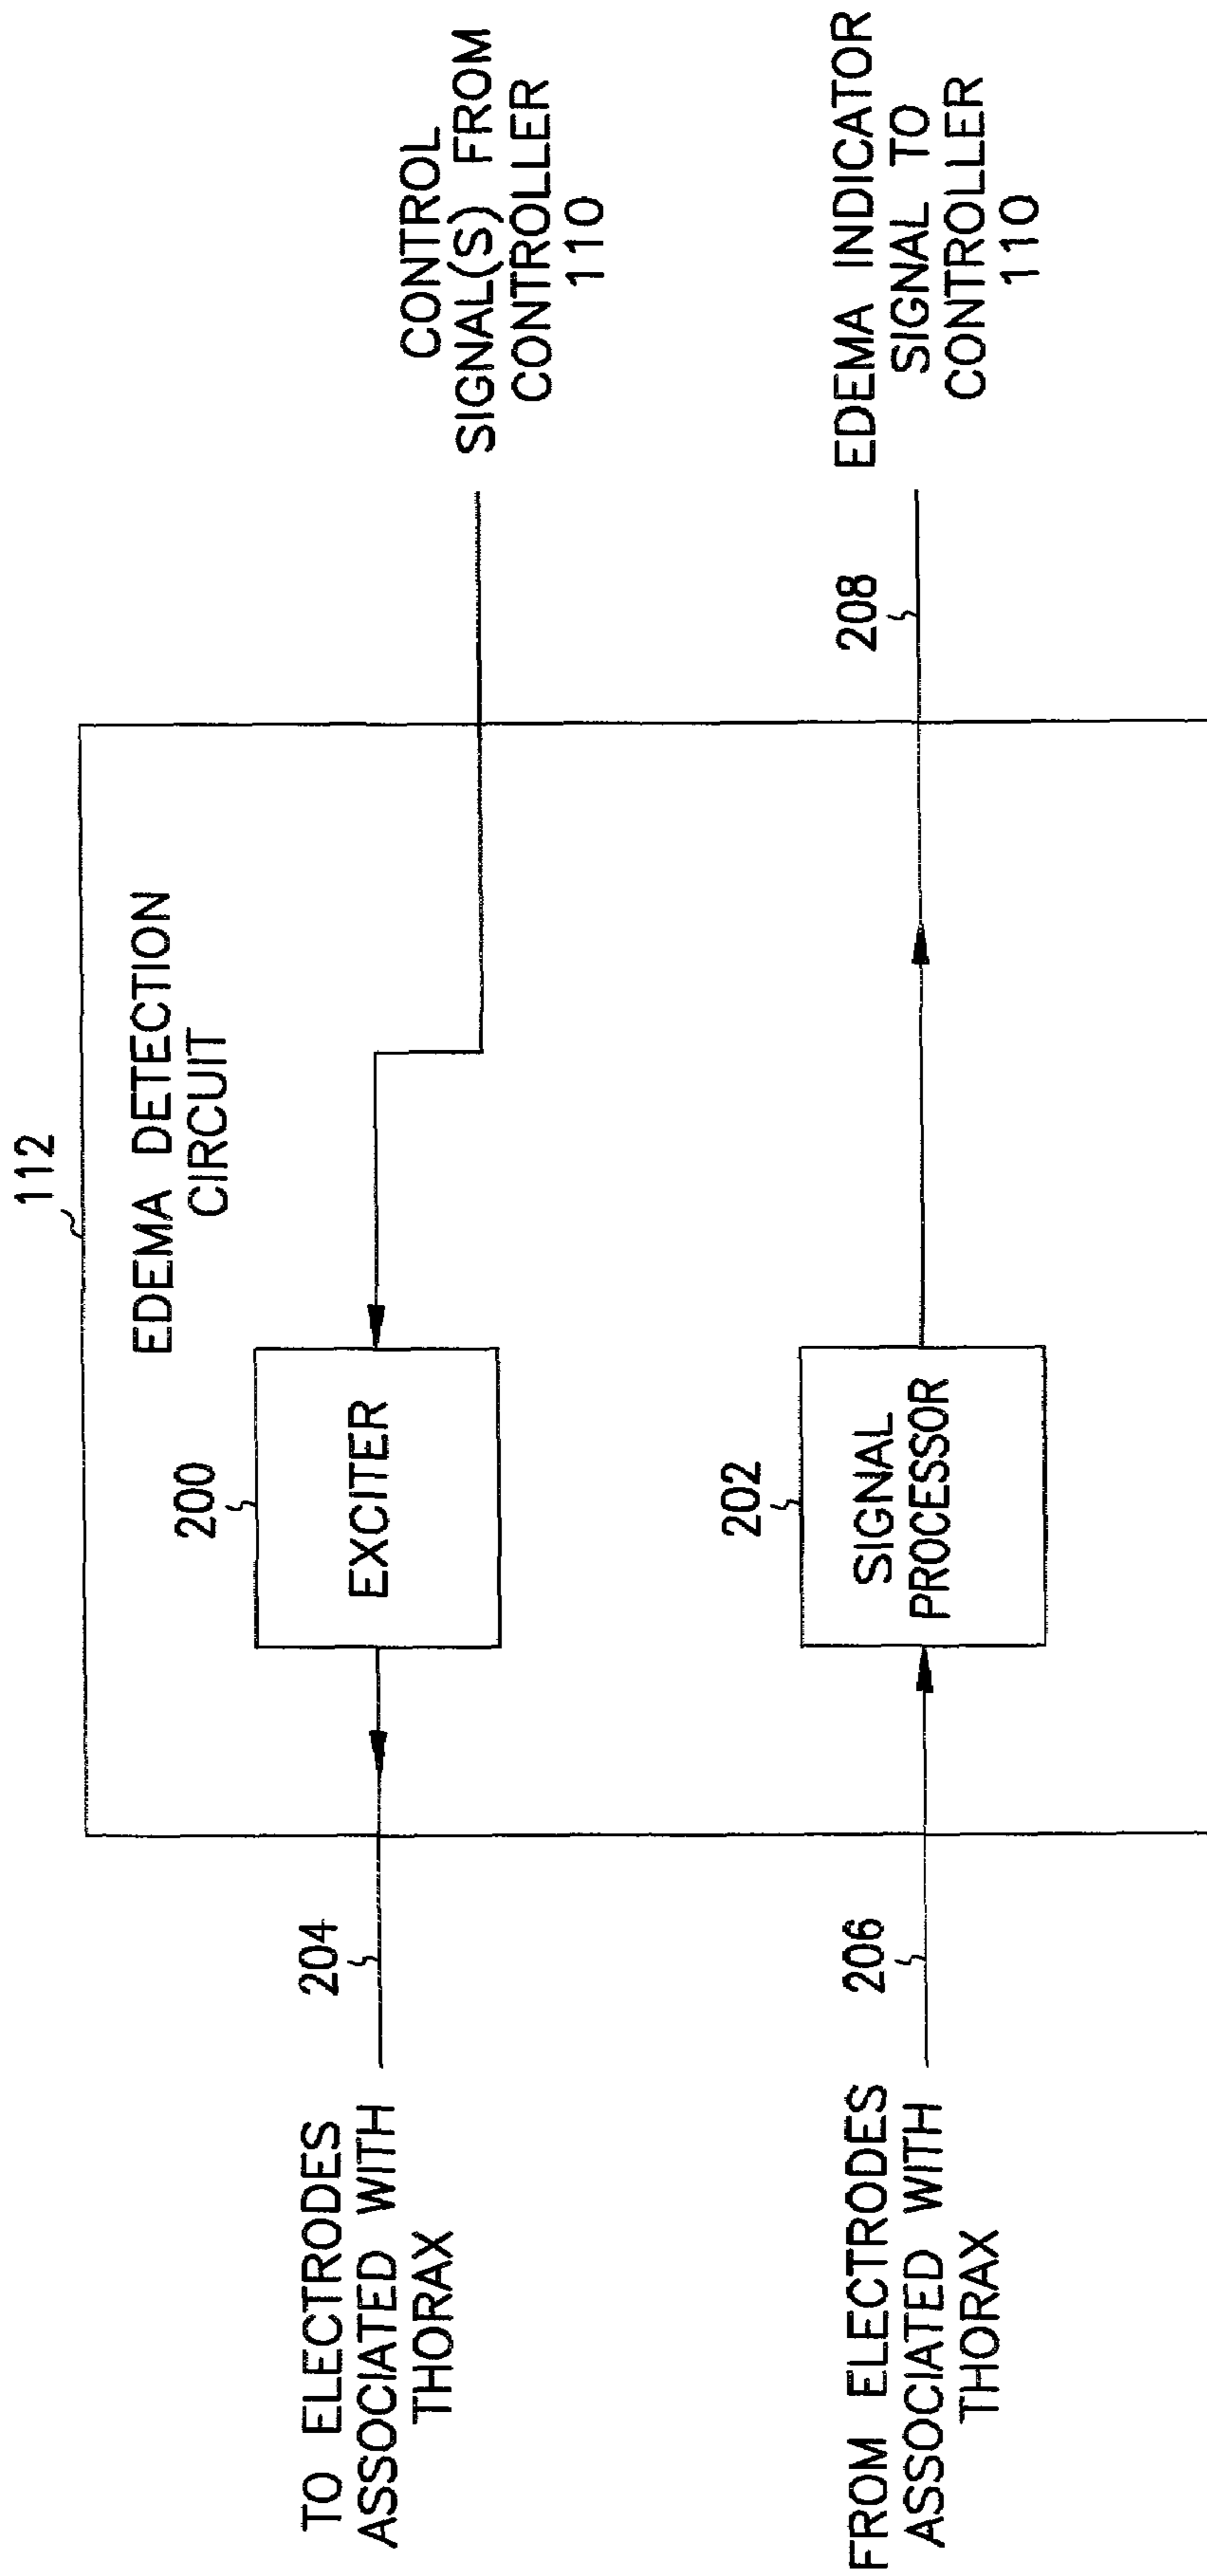 112
EDEMA DETECTION
CIRCUIT
TO ELECTRODES
ASSOCIATED WITH
THORAX
204
200
EXCITER
CONTROL
SIGNAL(S) FROM
CONTROLLER
110
FROM ELECTRODES
ASSOCIATED WITH
THORAX
206
202
SIGNAL
PROCESSOR
208
EDEMA INDICATOR
SIGNAL TO
CONTROLLER
110